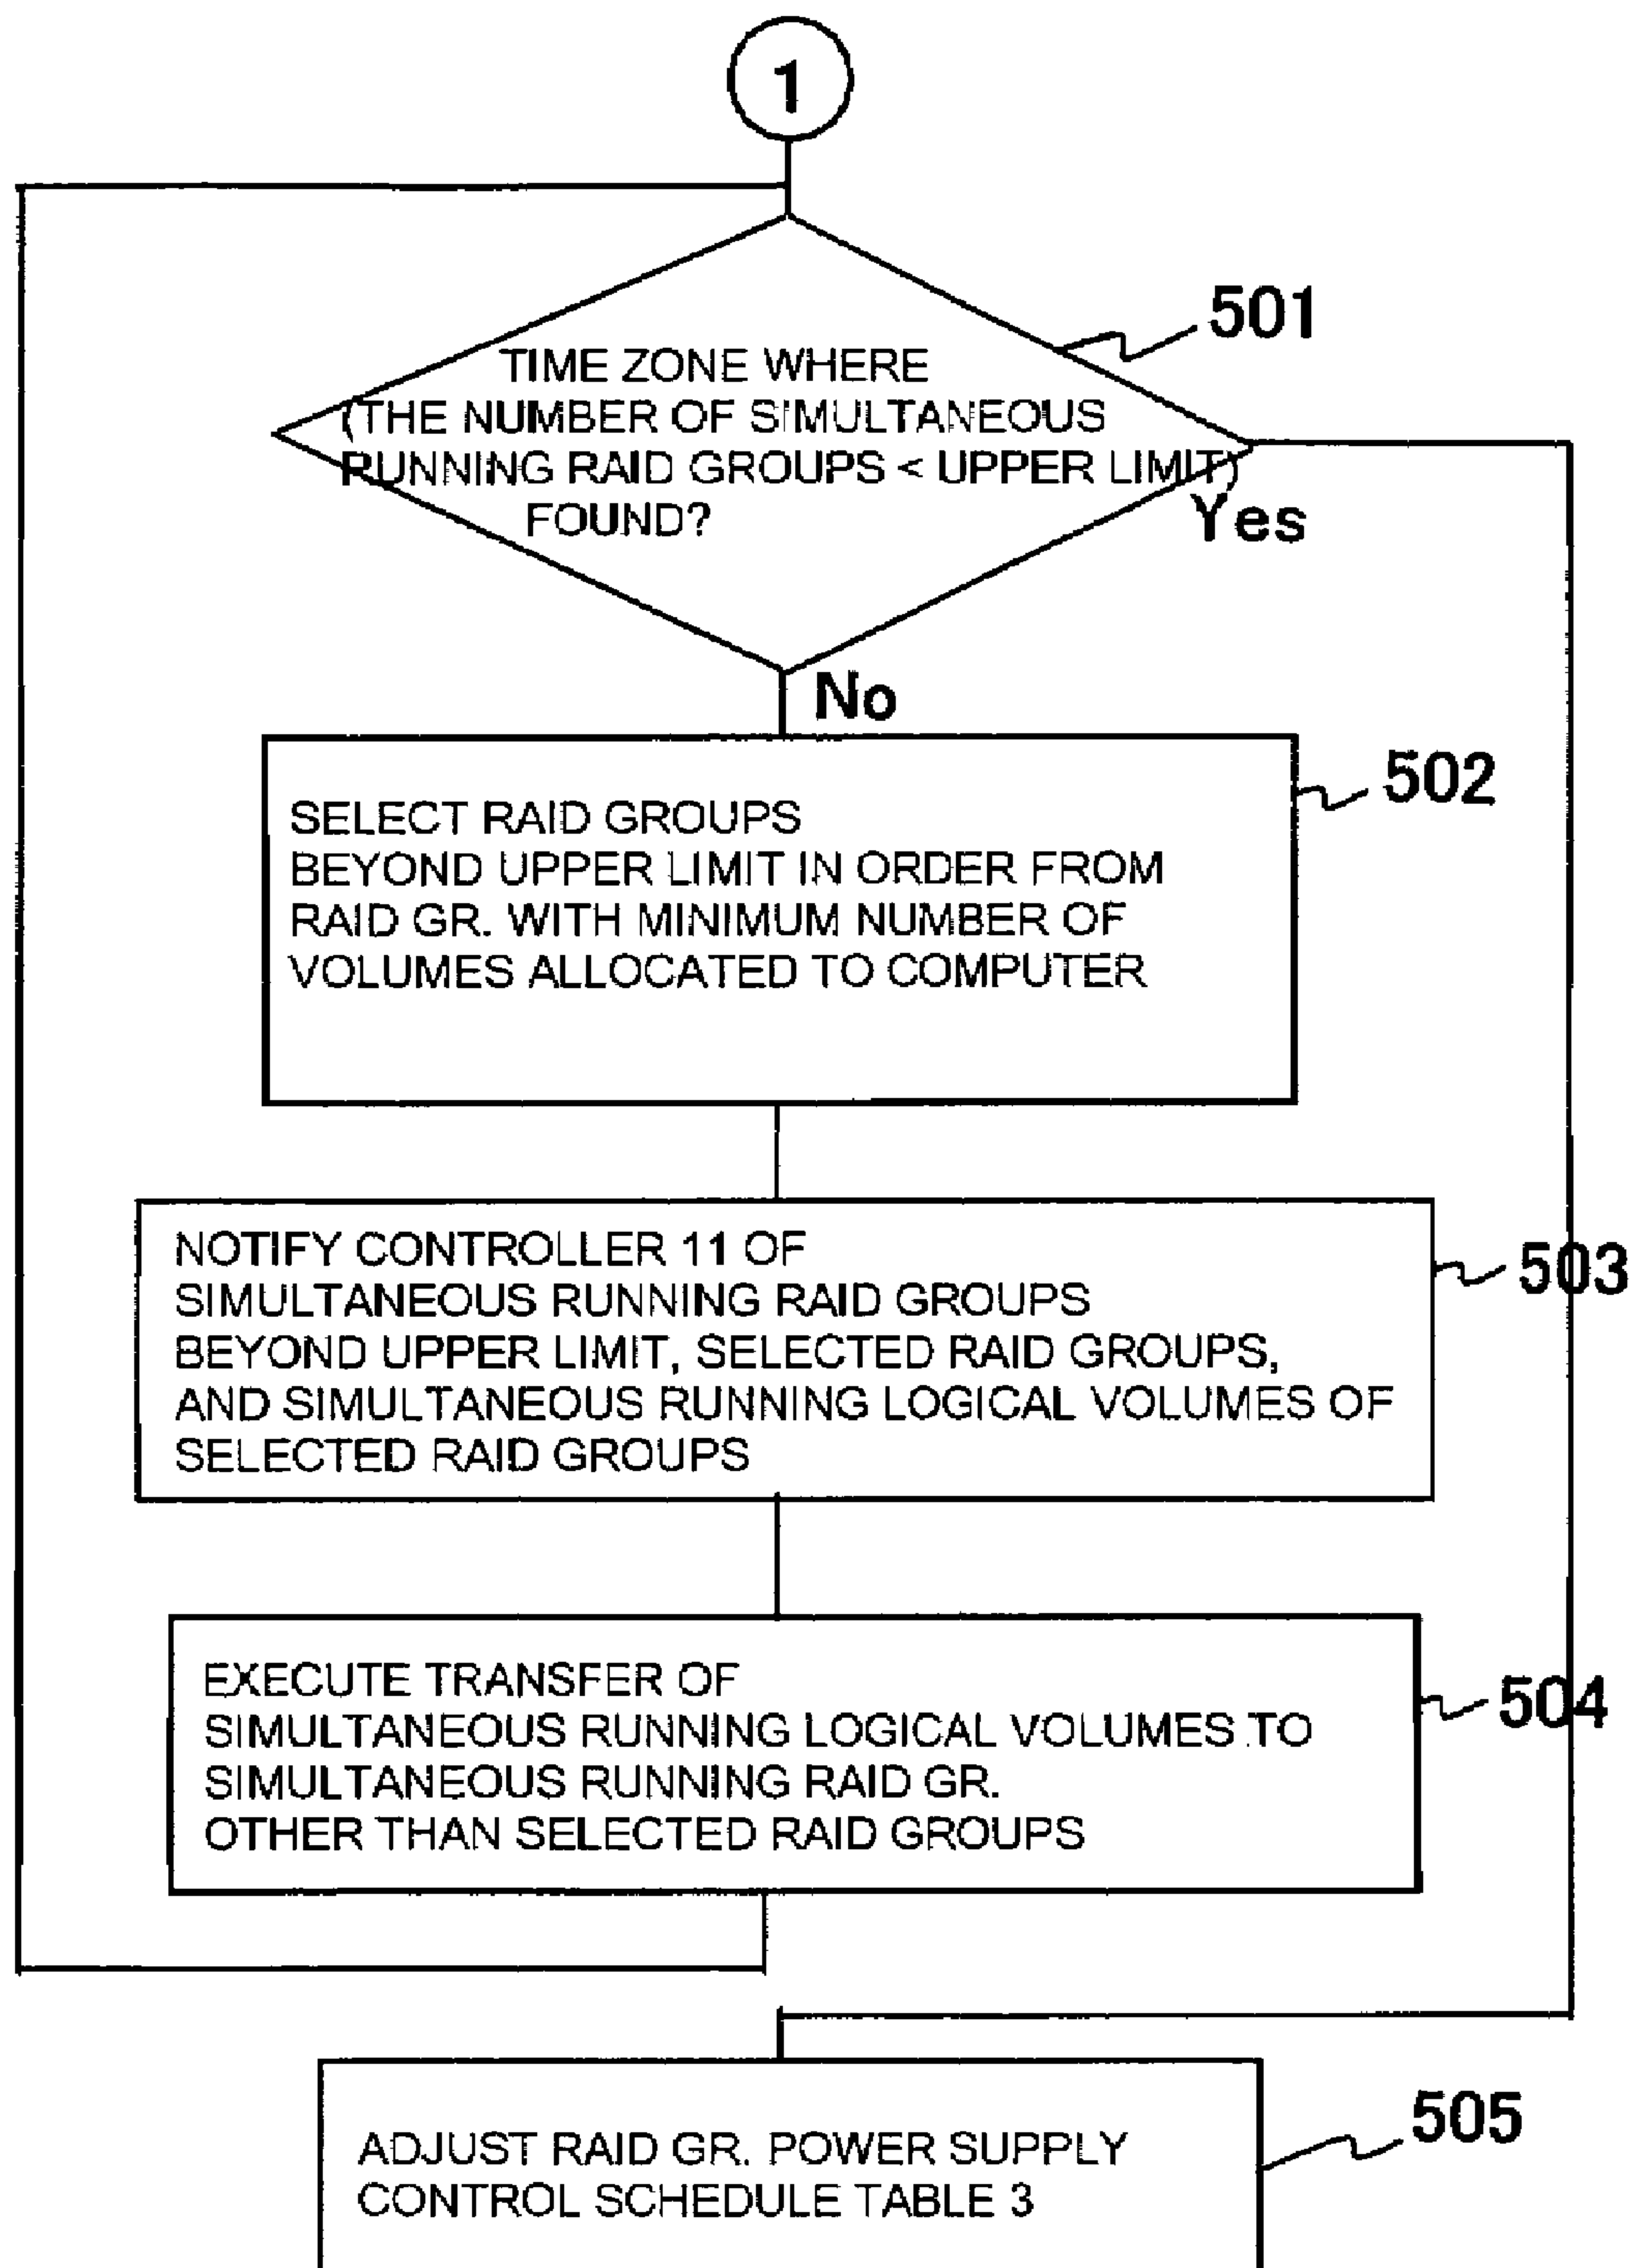 1
501
TIME ZONE WHERE
(THE NUMBER OF SIMULTANEOUS
RUNNING RAID GROUPS < UPPER LIMIT)
FOUND?
Yes
No
502
SELECT RAID GROUPS
BEYOND UPPER LIMIT IN ORDER FROM
RAID GR. WITH MINIMUM NUMBER OF
VOLUMES ALLOCATED TO COMPUTER
503
NOTIFY CONTROLLER 11 OF
SIMULTANEOUS RUNNING RAID GROUPS
BEYOND UPPER LIMIT, SELECTED RAID GROUPS,
AND SIMULTANEOUS RUNNING LOGICAL VOLUMES OF
SELECTED RAID GROUPS
504
EXECUTE TRANSFER OF
SIMULTANEOUS RUNNING LOGICAL VOLUMES TO
SIMULTANEOUS RUNNING RAID GR.
OTHER THAN SELECTED RAID GROUPS
505
ADJUST RAID GR. POWER SUPPLY
CONTROL SCHEDULE TABLE 3